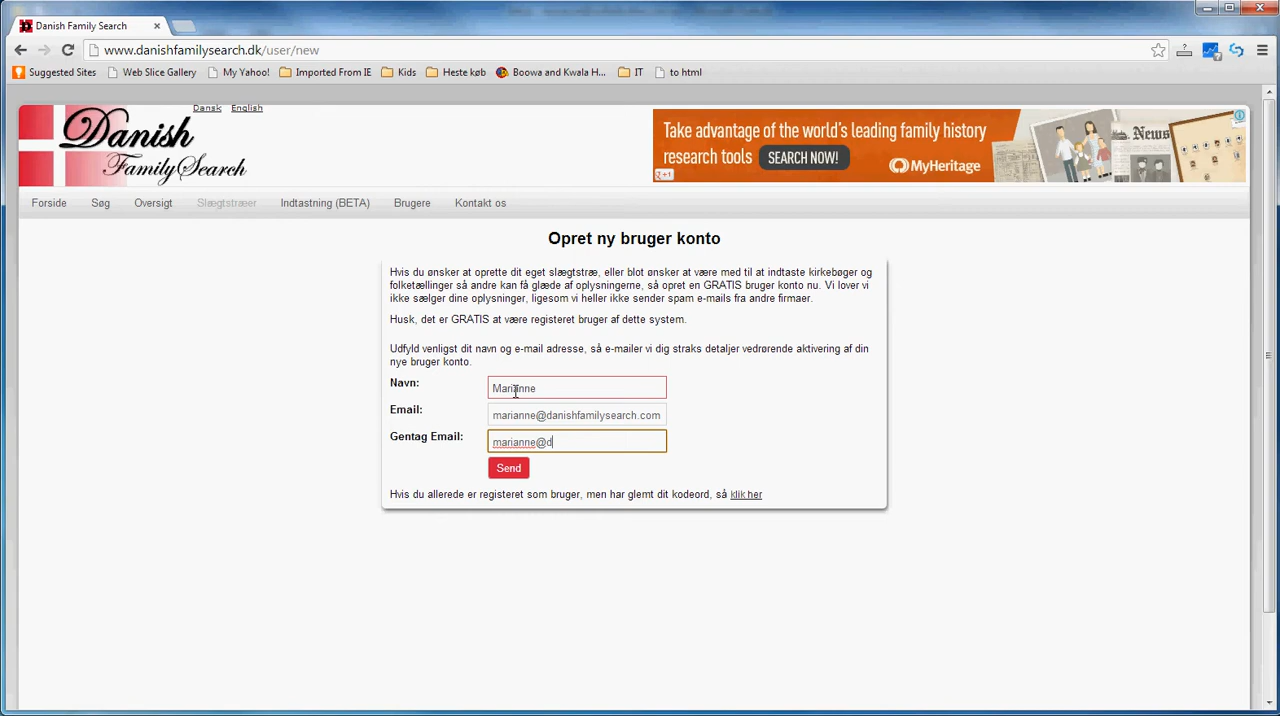 Danish Family Search
www.danishfamilysearch.dk/user/new
Suggested Sites Web Slice Gallery My Yahoo! Imported From IE Kids Heste køb Boowa and Kwala H... IT to html
Dansk English
Danish
FamilySearch
Take advantage of the world's leading family history
research tools SEARCH NOW!
MyHeritage
+1
News
Forside Søg Oversigt Slægtstræer Indtastning (BETA) Brugere Kontakt os
Opret ny bruger konto
Hvis du ønsker at oprette dit eget slægtstræ, eller blot ønsker at være med til at indtaste kirkebøger og
folketællinger så andre kan få glæde af oplysningerne, så opret en GRATIS bruger konto nu. Vi lover vi
ikke sælger dine oplysninger, ligesom vi heller ikke sender spam e-mails fra andre firmaer.
Husk, det er GRATIS at være registeret bruger af dette system.
Udfyld venligst dit navn og e-mail adresse, så e-mailer vi dig straks detaljer vedrørende aktivering af din
nye bruger konto.
Navn: Marianne
Email: marianne@danishfamilysearch.com
Gentag Email: marianne@d
Send
Hvis du allerede er registeret som bruger, men har glemt dit kodeord, så klik her